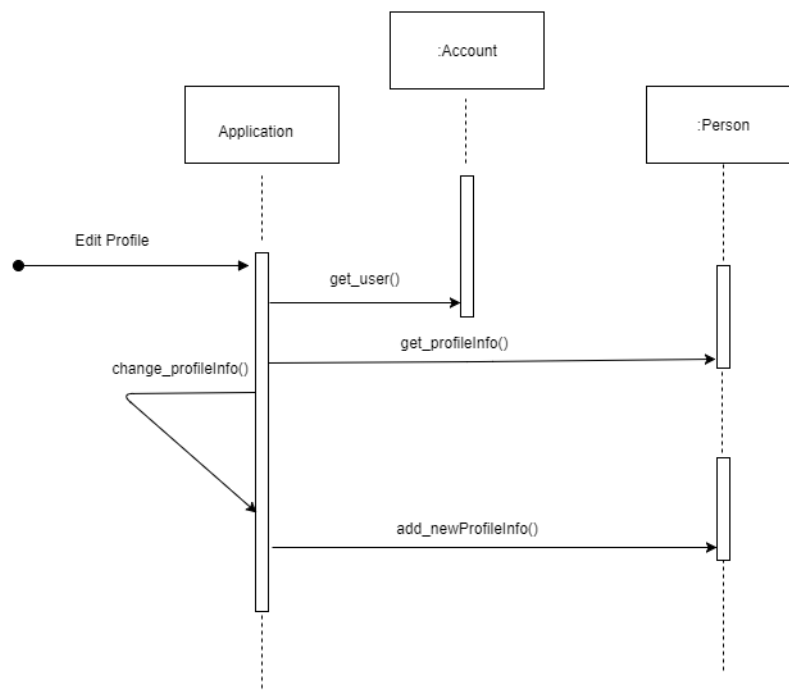 :Account
Application
:Person
Edit Profile
get_user()
get_profileInfo()
change_profileInfo()
add_newProfileInfo()